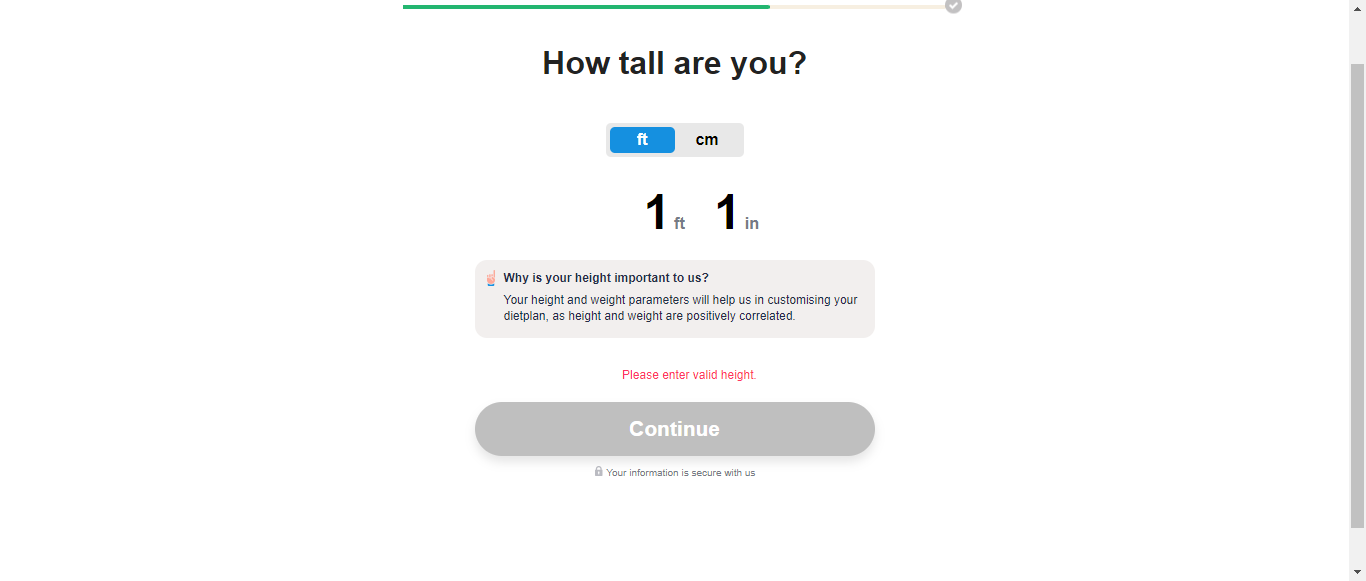 How tall are you?
ft cm
1 ft 1 in
Why is your height important to us?
Your height and weight parameters will help us in customising your
dietplan, as height and weight are positively correlated.
Please enter valid height.
Continue
Your information is secure with us